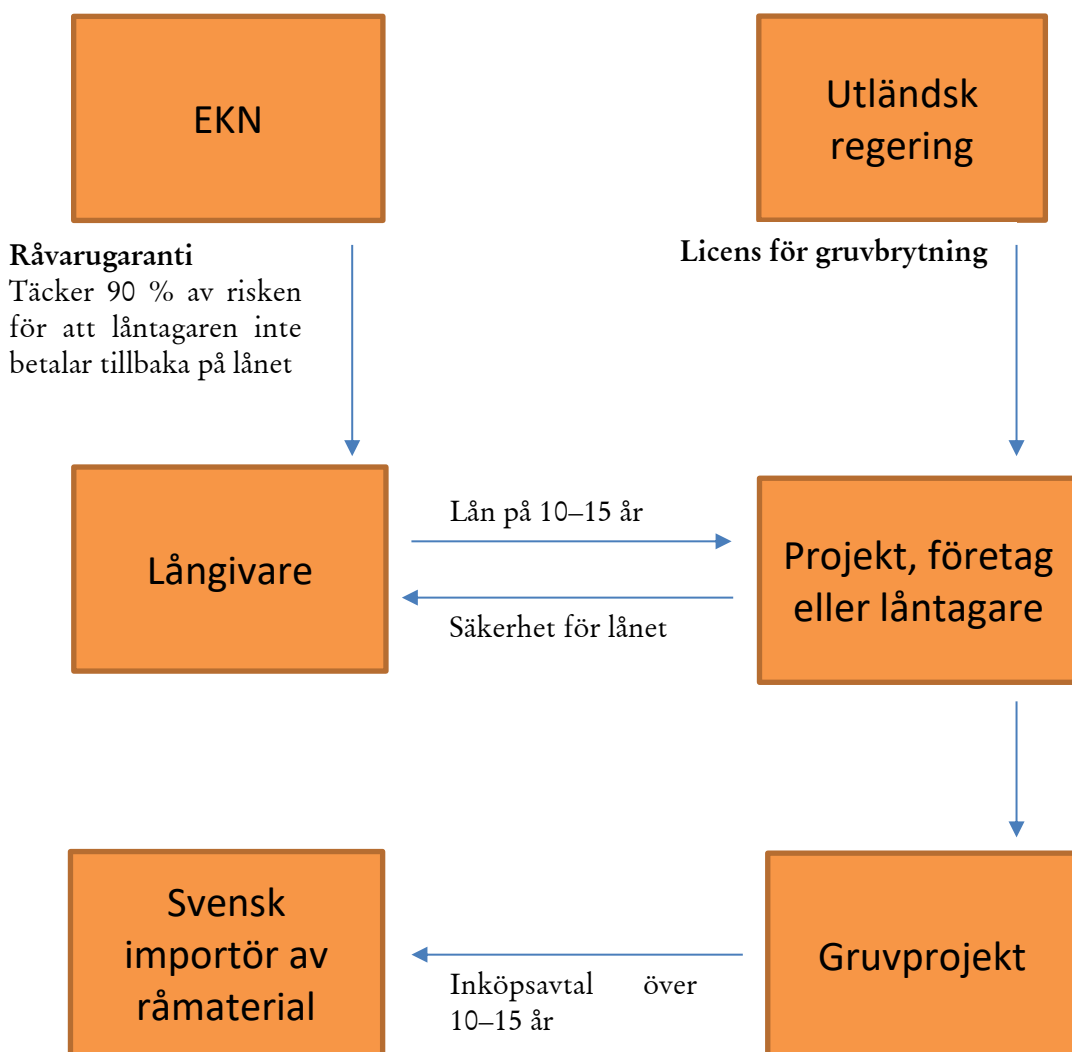 EKN
Utländsk
regering
Råvarugaranti
Täcker 90 % av risken
för att låntagaren inte
betalar tillbaka på lånet
Licens för gruvbrytning
Långivare
Lån på 10–15 år
Säkerhet för lånet
Projekt, företag
eller låntagare
Svensk
importör av
råmaterial
Inköpsavtal över
10–15 år
Gruvprojekt